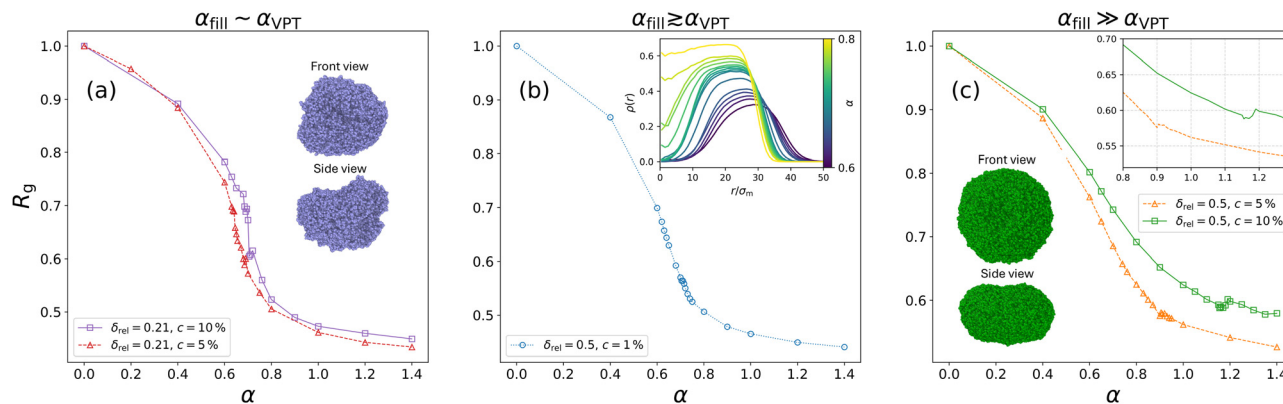 α_fill ~ α_VPT
1.0
0.9
0.8
0.7
0.6
0.5
0.4
R_g
(a)
Front view
Side view
δ_rel = 0.21, c = 10 %
δ_rel = 0.21, c = 5 %
0.0 0.2 0.4 0.6 0.8 1.0 1.2 1.4
α
α_fill ≳ α_VPT
1.0
0.9
0.8
0.7
0.6
0.5
0.4
(b)
0.6
0.4
0.2
0.0
ρ(r)
0 10 20 30 40 50
r/σ_m
0.8
α
0.6
δ_rel = 0.5, c = 1 %
0.0 0.2 0.4 0.6 0.8 1.0 1.2 1.4
α
α_fill ≫ α_VPT
1.0
0.9
0.8
0.7
0.6
(c)
0.70
0.65
0.60
0.55
0.8 0.9 1.0 1.1 1.2
Front view
Side view
δ_rel = 0.5, c = 5 %
δ_rel = 0.5, c = 10 %
0.0 0.2 0.4 0.6 0.8 1.0 1.2 1.4
α